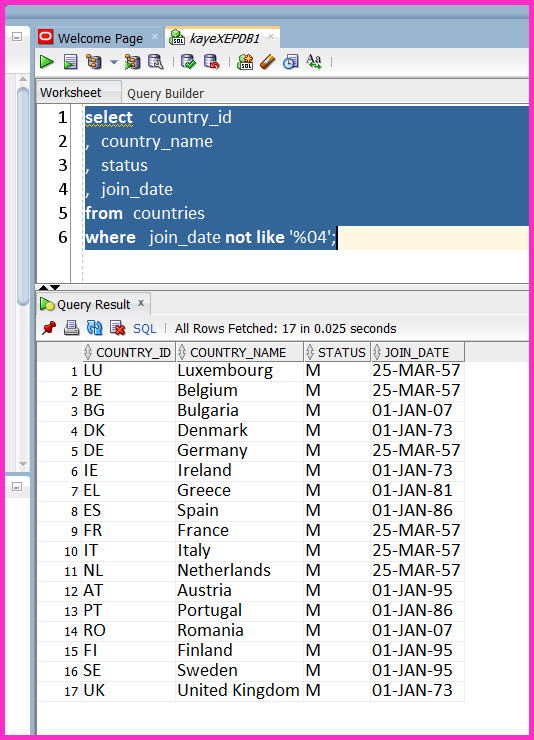 Welcome Page × kayeXEPDB1 ×
Worksheet Query Builder
1 select country_id
2 , country_name
3 , status
4 , join_date
5 from countries
6 where join_date not like '%04';
Query Result ×
SQL | All Rows Fetched: 17 in 0.025 seconds
COUNTRY_ID COUNTRY_NAME STATUS JOIN_DATE
1 LU Luxembourg M 25-MAR-57
2 BE Belgium M 25-MAR-57
3 BG Bulgaria M 01-JAN-07
4 DK Denmark M 01-JAN-73
5 DE Germany M 25-MAR-57
6 IE Ireland M 01-JAN-73
7 EL Greece M 01-JAN-81
8 ES Spain M 01-JAN-86
9 FR France M 25-MAR-57
10 IT Italy M 25-MAR-57
11 NL Netherlands M 25-MAR-57
12 AT Austria M 01-JAN-95
13 PT Portugal M 01-JAN-86
14 RO Romania M 01-JAN-07
15 FI Finland M 01-JAN-95
16 SE Sweden M 01-JAN-95
17 UK United Kingdom M 01-JAN-73